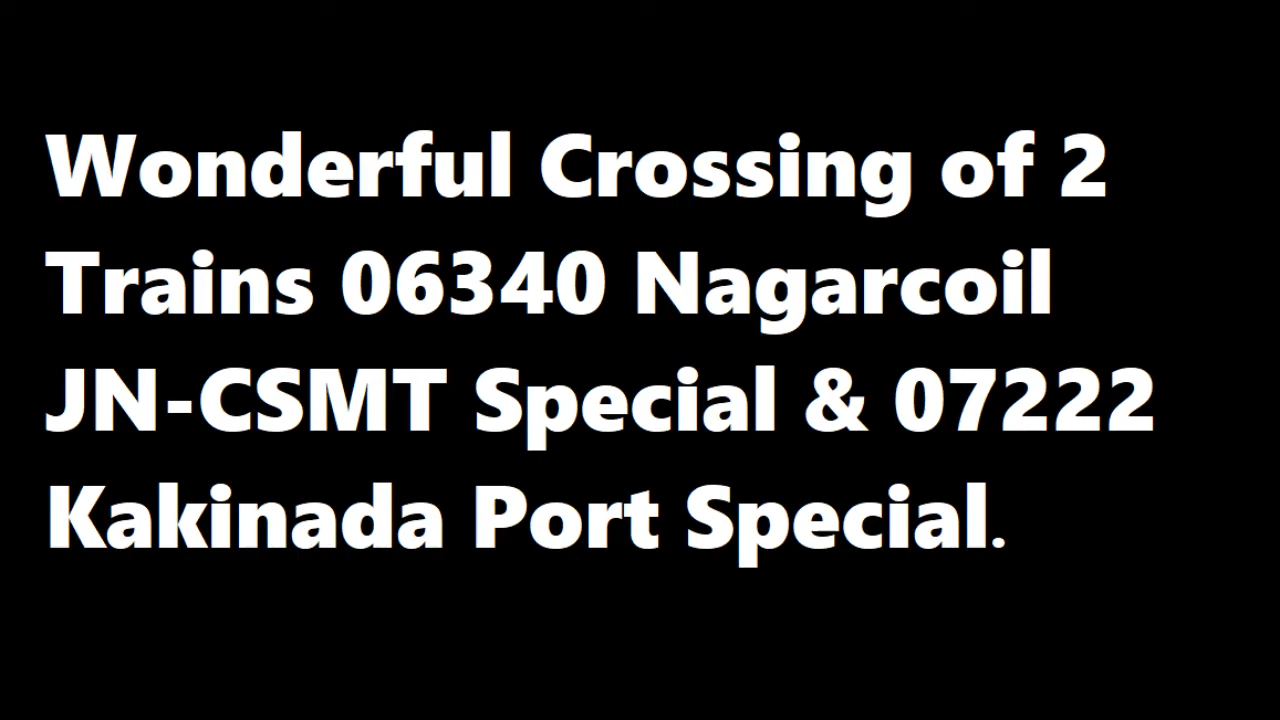 Wonderful Crossing of 2
Trains 06340 Nagarcoil
JN-CSMT Special & 07222
Kakinada Port Special.